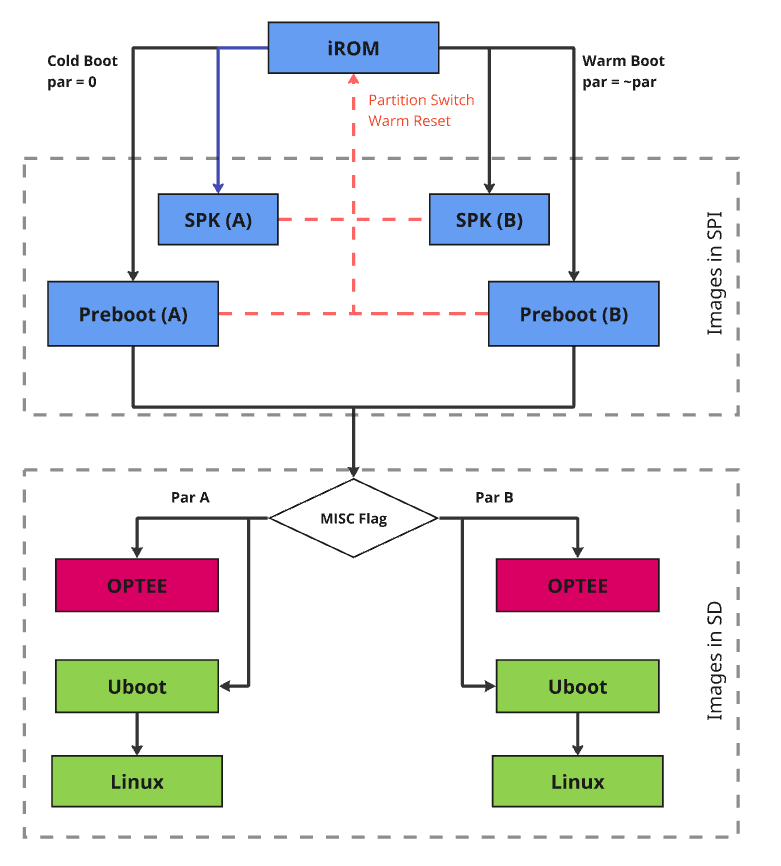 iROM
Cold Boot
par = 0
Warm Boot
par = ~par
Partition Switch
Warm Reset
SPK (A)
SPK (B)
Images in SPI
Preboot (A)
Preboot (B)
Par A
Par B
MISC Flag
OPTEE
OPTEE
Images in SD
Uboot
Uboot
Linux
Linux